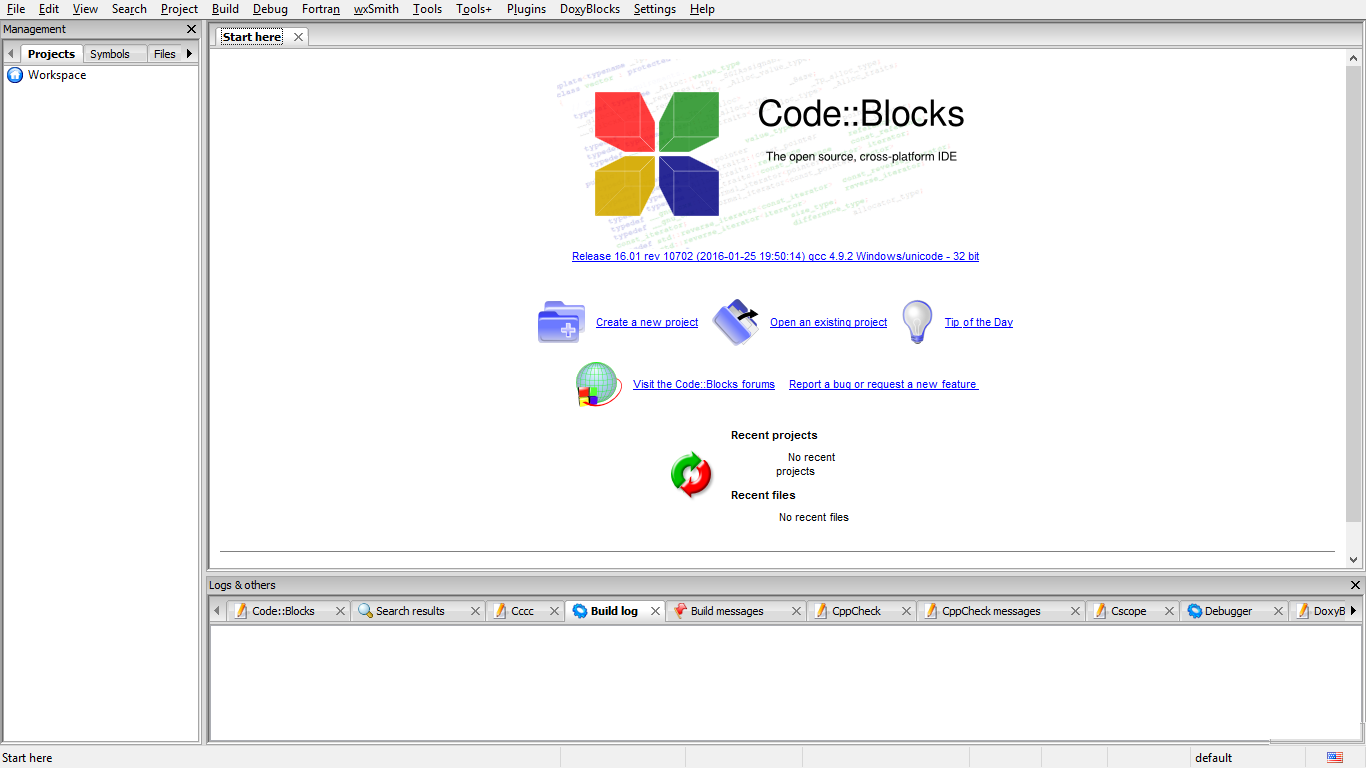 File Edit View Search Project Build Debug Fortran wxSmith Tools Tools+ Plugins DoxyBlocks Settings Help
Management
Projects Symbols Files
Workspace
Start here
Code::Blocks
The open source, cross-platform IDE
Release 16.01 rev 10702 (2016-01-25 19:50:14) gcc 4.9.2 Windows/unicode - 32 bit
Create a new project Open an existing project Tip of the Day
Visit the Code::Blocks forums Report a bug or request a new feature
Recent projects
No recent
projects
Recent files
No recent files
Logs & others
Code::Blocks Search results Cccc Build log Build messages CppCheck CppCheck messages Cscope Debugger DoxyB
Start here default